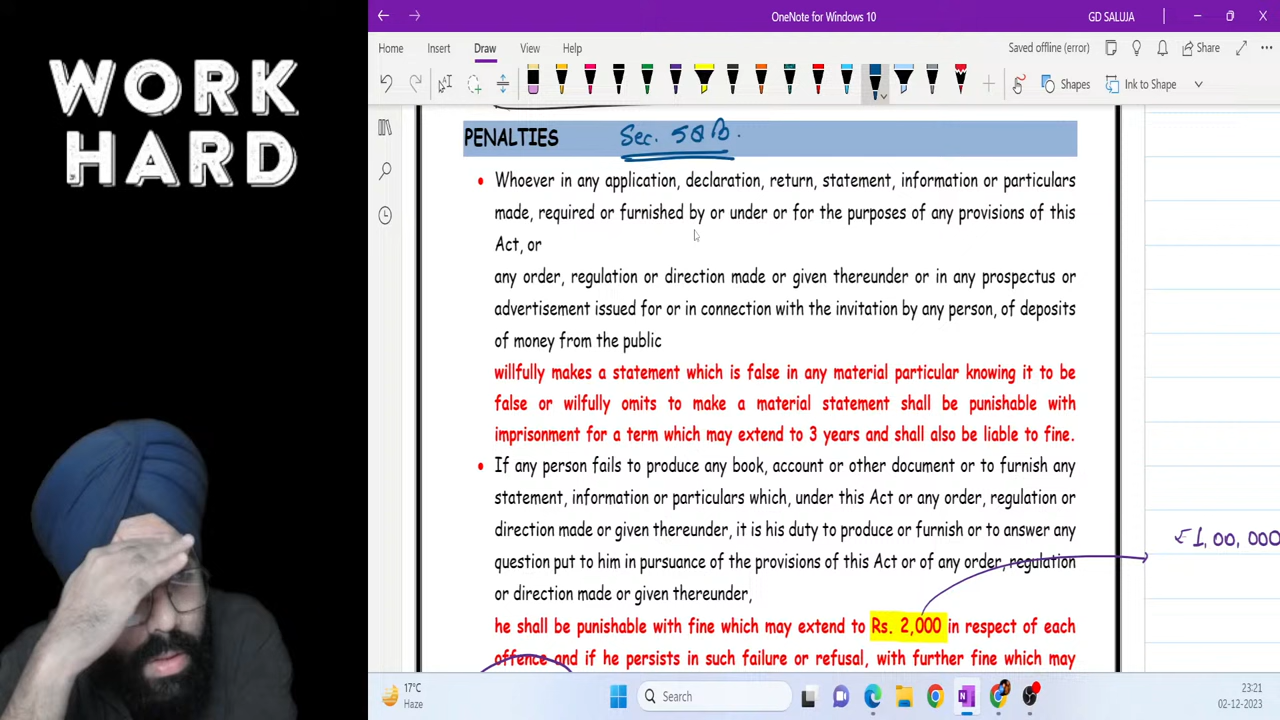 WORK
HARD
OneNote for Windows 10
GD SALUJA
Home Insert Draw View Help
Saved offline (error)
Share
Shapes
Ink to Shape
PENALTIES Sec. 58B.
Whoever in any application, declaration, return, statement, information or particulars
made, required or furnished by or under or for the purposes of any provisions of this
Act, or
any order, regulation or direction made or given thereunder or in any prospectus or
advertisement issued for or in connection with the invitation by any person, of deposits
of money from the public
willfully makes a statement which is false in any material particular knowing it to be
false or wilfully omits to make a material statement shall be punishable with
imprisonment for a term which may extend to 3 years and shall also be liable to fine.
If any person fails to produce any book, account or other document or to furnish any
statement, information or particulars which, under this Act or any order, regulation or
direction made or given thereunder, it is his duty to produce or furnish or to answer any
question put to him in pursuance of the provisions of this Act or of any order, regulation
or direction made or given thereunder,
1,00,000
he shall be punishable with fine which may extend to Rs. 2,000 in respect of each
offence and if he persists in such failure or refusal, with further fine which may
17°C
Haze
Search
23:21
02-12-2023